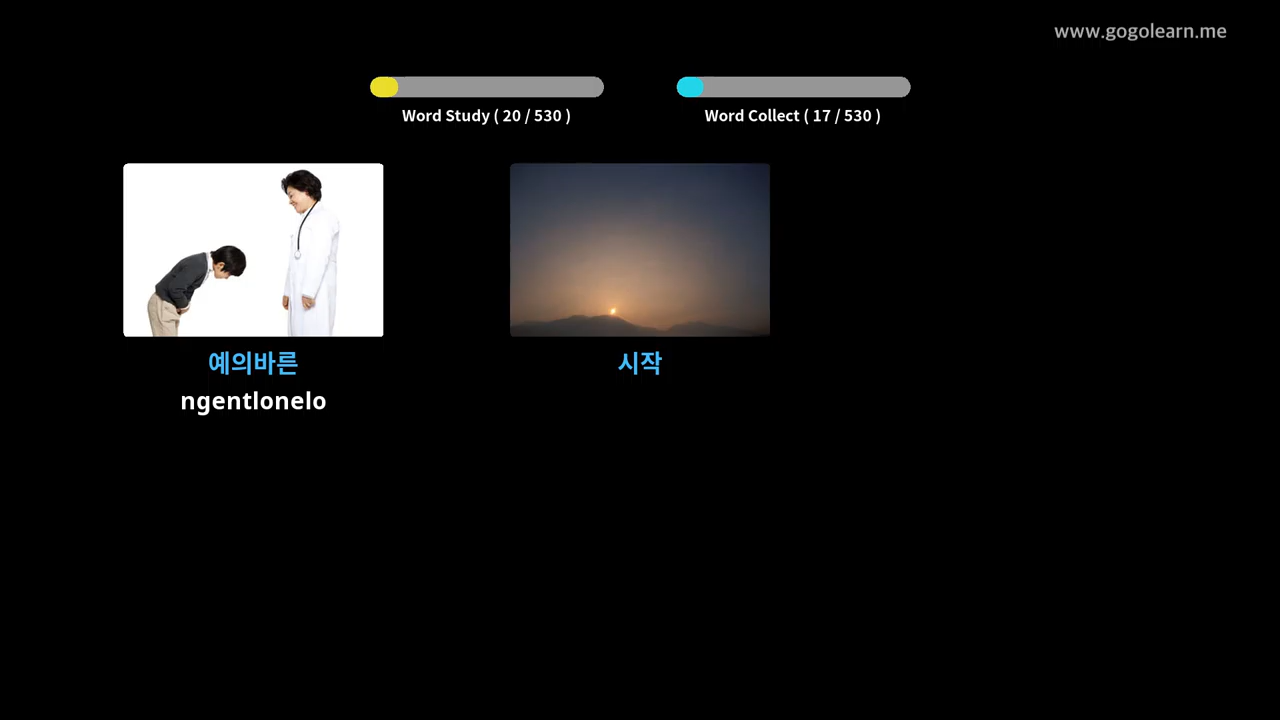 www.gogolearn.me
Word Study ( 20 / 530 )
Word Collect ( 17 / 530 )
예의바른
시작
ngentlonelo